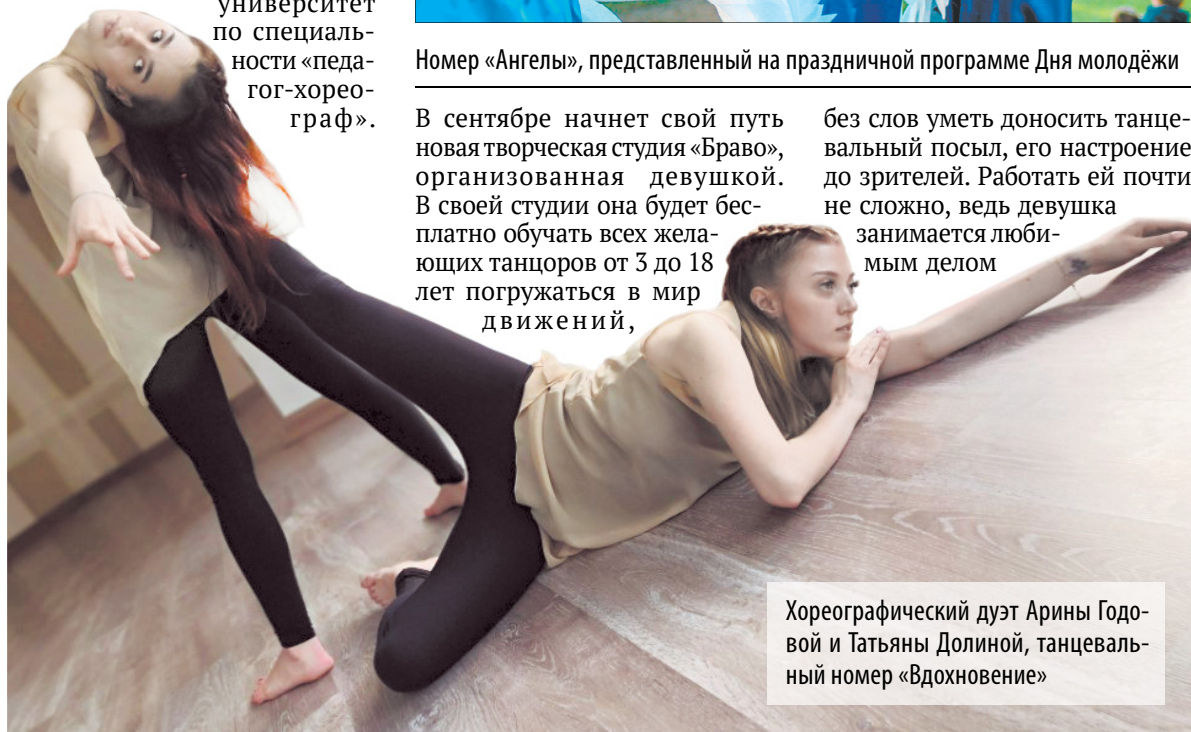 университет
по специаль-
ности «педа-
гог-хорео-
граф».
Номер «Ангелы», представленный на праздничной программе Дня молодёжи
В сентябре начнет свой путь
новая творческая студия «Браво»,
организованная девушкой.
В своей студии она будет бес-
платно обучать всех жела-
ющих танцоров от 3 до 18
лет погружаться в мир
движений,
без слов уметь доносить танце-
вальный посыл, его настроение
до зрителей. Работать ей почти
не сложно, ведь девушка
занимается люби-
мым делом
Хореографический дуэт Арины Годо-
вой и Татьяны Долиной, танцеваль-
ный номер «Вдохновение»